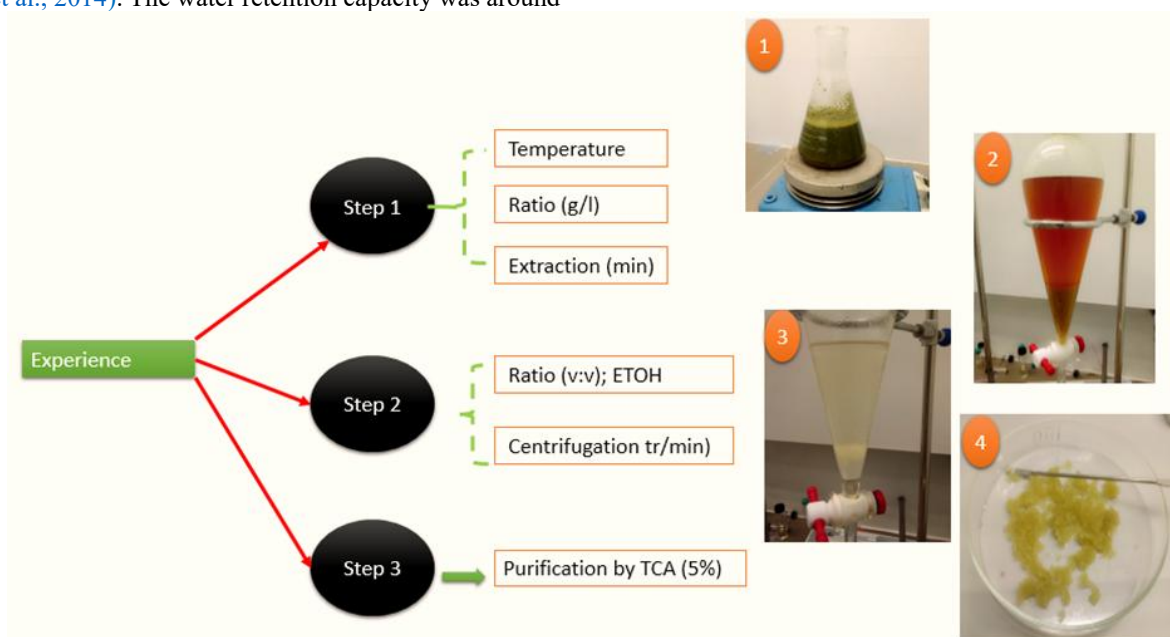 et al., 2014). The water retention capacity was around
Experience
Step 1
Temperature
Ratio (g/l)
Extraction (min)
Step 2
Ratio (v:v); ETOH
Centrifugation tr/min)
Step 3
Purification by TCA (5%)
1
2
3
4